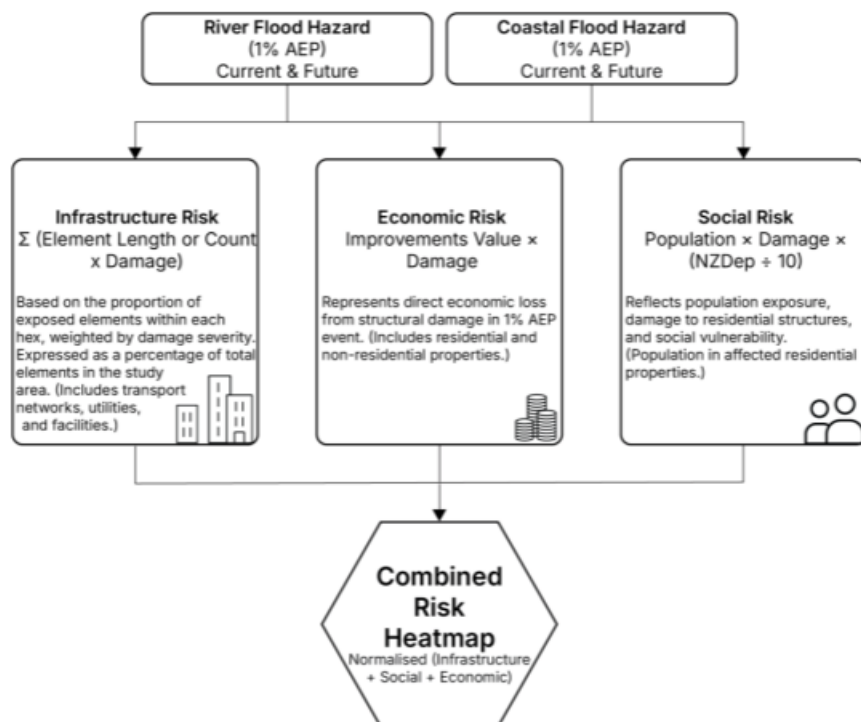 River Flood Hazard
(1% AEP)
Current & Future
Coastal Flood Hazard
(1% AEP)
Current & Future
Infrastructure Risk
Σ (Element Length or Count
x Damage)
Based on the proportion of
exposed elements within each
hex, weighted by damage severity.
Expressed as a percentage of total
elements in the study
area. (Includes transport
networks, utilities,
and facilities.)
Economic Risk
Improvements Value ×
Damage
Represents direct economic loss
from structural damage in 1% AEP
event. (Includes residential and
non-residential properties.)
Social Risk
Population × Damage ×
(NZDep ÷ 10)
Reflects population exposure,
damage to residential structures,
and social vulnerability.
(Population in affected residential
properties.)
Combined
Risk
Heatmap
Normalised (Infrastructure
+ Social + Economic)